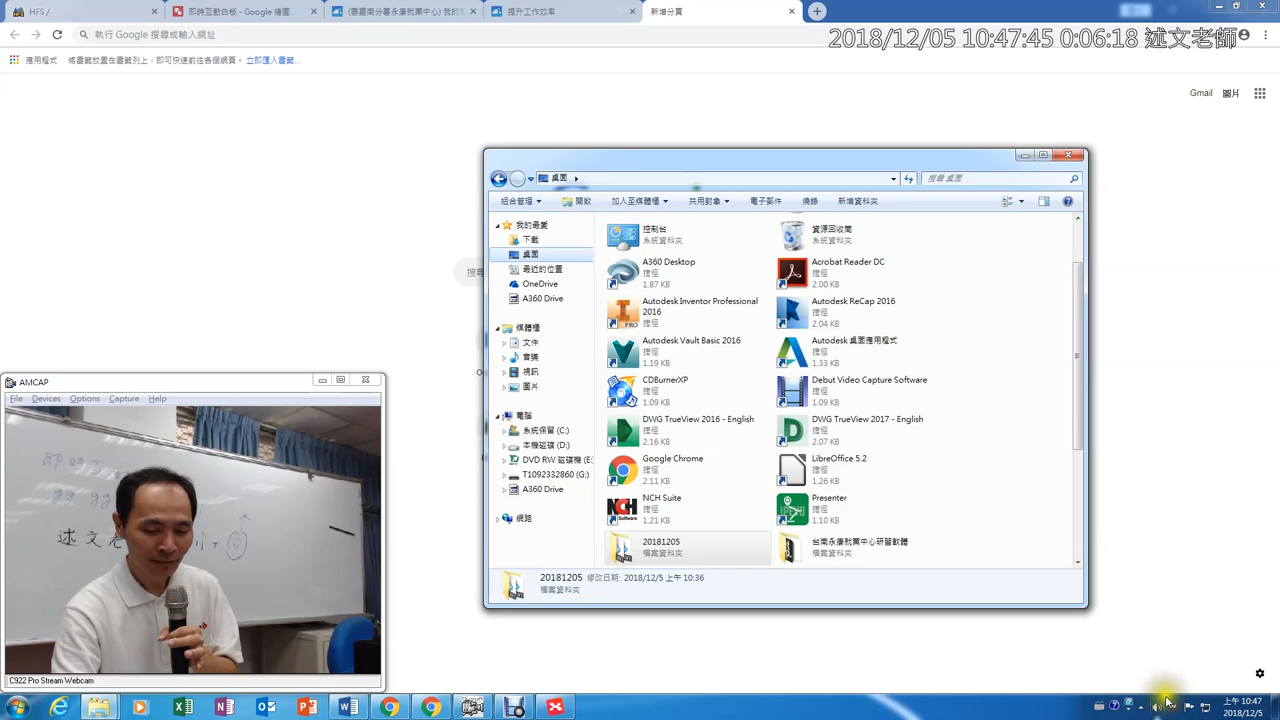 HFS /
即時互動白板 - Google 繪圖
(雲嘉南分署永康就業中心) 我的
提升工作效率
新增分頁
執行 Google 搜尋或輸入網址
2018/12/05 10:47:45 0:06:18 述文老師
應用程式
將書籤放置在書籤列上，即可快速前往各個網頁。
立即匯入書籤...
Gmail
圖片
桌面
搜尋 桌面
組合管理
開啟
加入至媒體櫃
共用對象
電子郵件
燒錄
新增資料夾
我的最愛
下載
桌面
最近的位置
OneDrive
A360 Drive
媒體櫃
文件
音樂
視訊
圖片
電腦
系統保留 (C:)
本機磁碟 (D:)
DVD RW 磁碟機 (E:
T1092332860 (G:)
A360 Drive
網路
控制台
系統資料夾
資源回收筒
系統資料夾
A360 Desktop
捷徑
1.87 KB
Acrobat Reader DC
捷徑
2.00 KB
Autodesk Inventor Professional
2016
捷徑
Autodesk ReCap 2016
捷徑
2.04 KB
Autodesk Vault Basic 2016
捷徑
1.19 KB
Autodesk 桌面應用程式
捷徑
1.33 KB
CDBurnerXP
捷徑
1.09 KB
Debut Video Capture Software
捷徑
1.09 KB
DWG TrueView 2016 - English
捷徑
2.16 KB
DWG TrueView 2017 - English
捷徑
2.07 KB
Google Chrome
捷徑
2.11 KB
LibreOffice 5.2
捷徑
1.26 KB
NCH Suite
捷徑
1.21 KB
Presenter
捷徑
1.10 KB
20181205
檔案資料夾
台南永康就業中心研習軟體
檔案資料夾
20181205 修改日期: 2018/12/5 上午 10:36
檔案資料夾
搜尋
AMCAP
File Devices Options Capture Help
即時
述文老
C922 Pro Stream Webcam
上午 10:47
2018/12/5